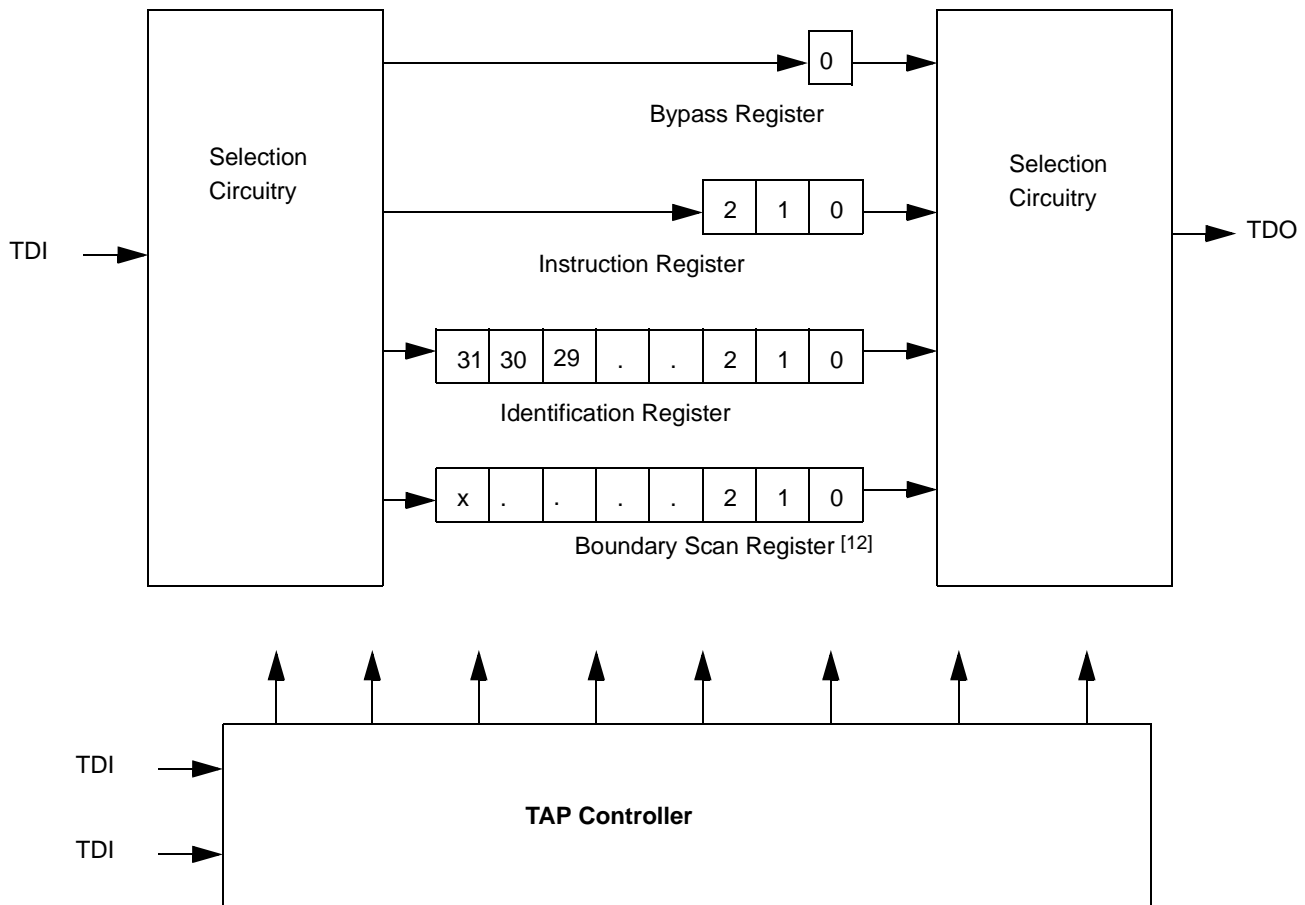 0
Bypass Register
Selection
Circuitry
Selection
Circuitry
2 1 0
TDI
TDO
Instruction Register
31 30 29 . . 2 1 0
Identification Register
x . . . . 2 1 0
Boundary Scan Register [12]
TDI
TAP Controller
TDI